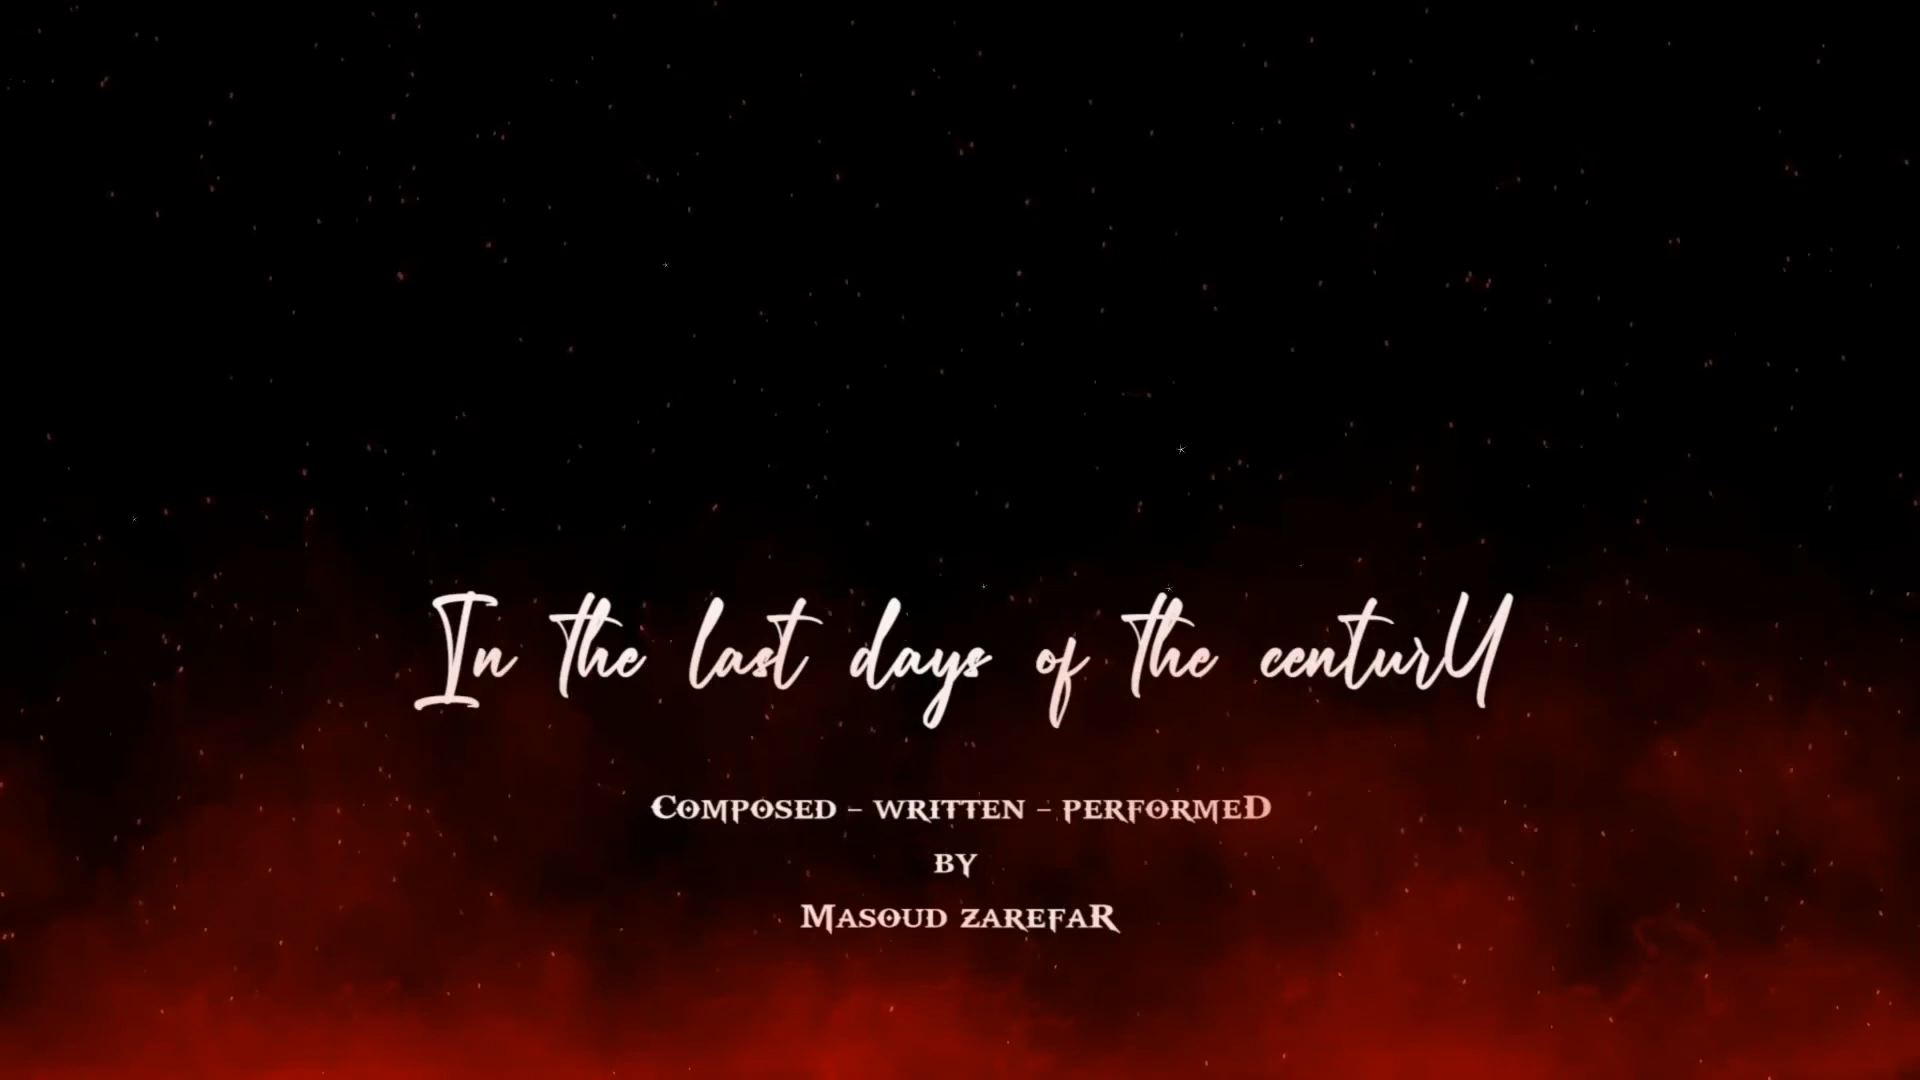 In the last days of the centurY
Composed - written - performeD
by
Masoud zarefaR